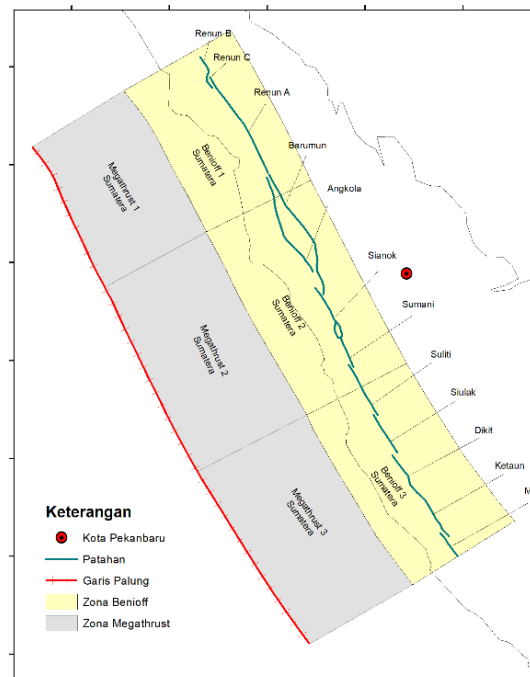 Renun B
Renun C
Renun A
Barumun
Angkola
Sianok
Sumani
Suliti
Siulak
Dikit
Ketaun
M
Benioff 1
Sumatera
Megathrust 1
Sumatera
Benioff 2
Sumatera
Megathrust 2
Sumatera
Benioff 3
Sumatera
Megathrust 3
Sumatera
Keterangan
Kota Pekanbaru
Patahan
Garis Palung
Zona Benioff
Zona Megathrust